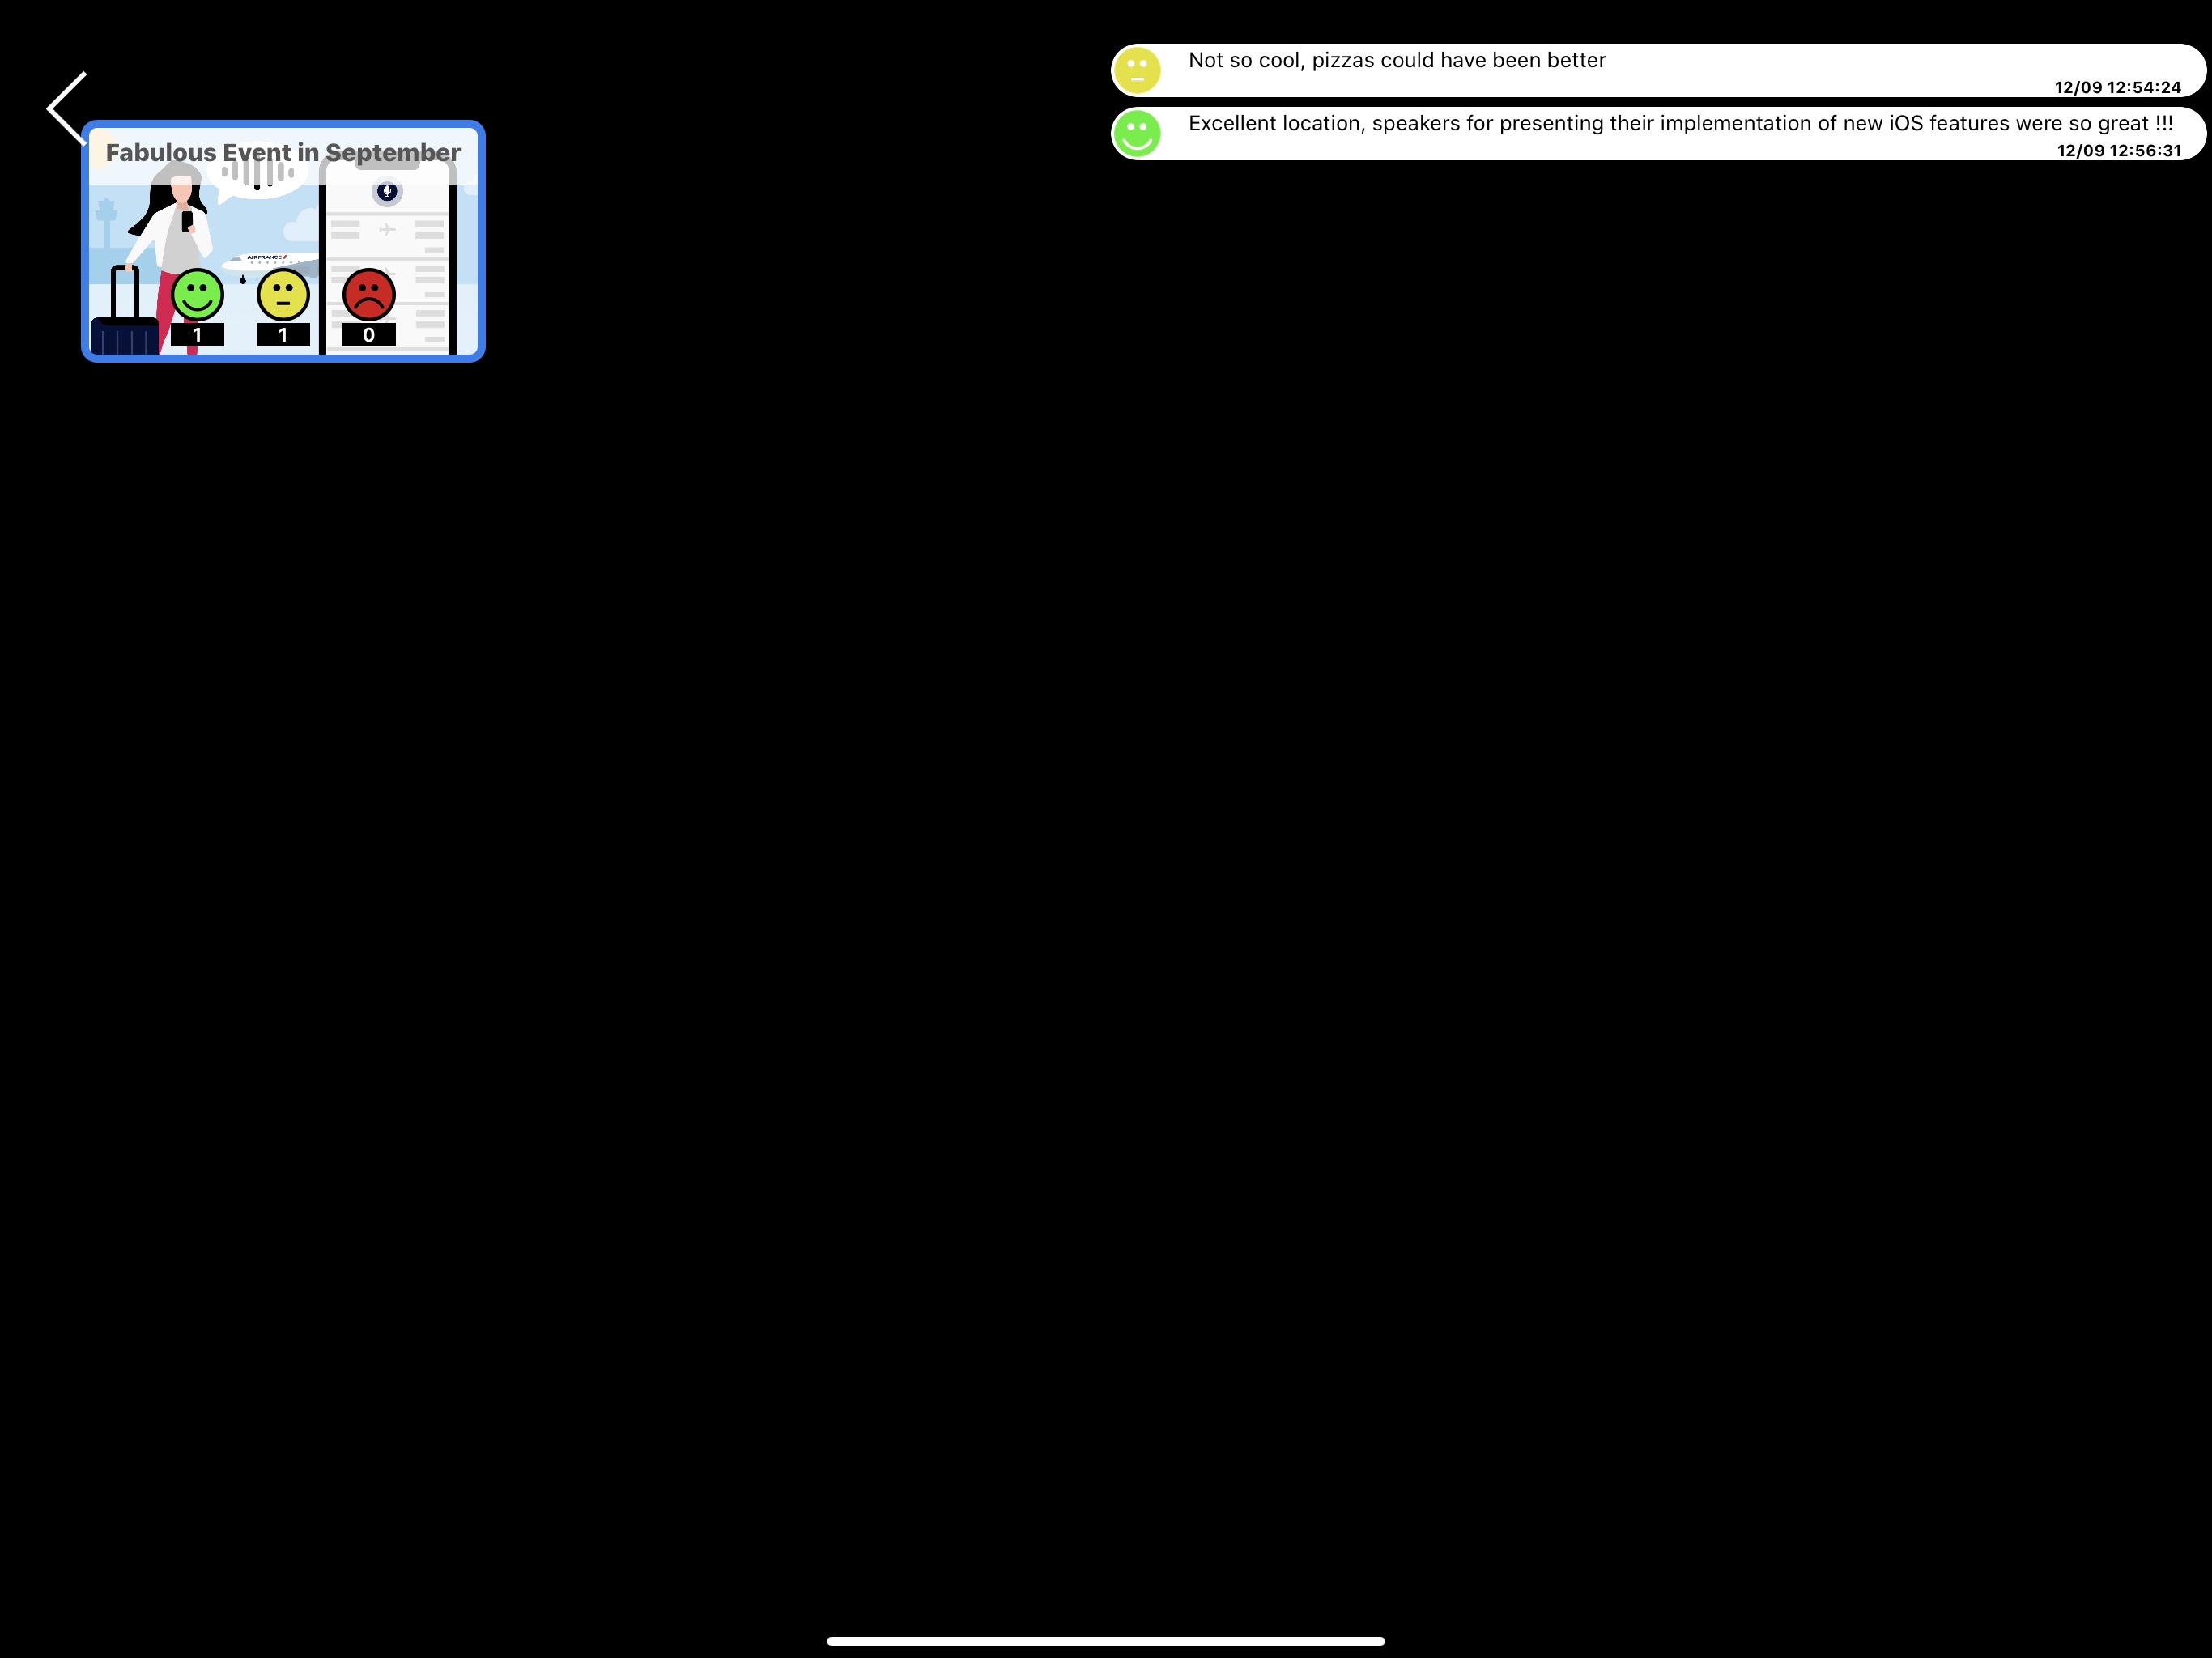 Fabulous Event in September
AIRFRANCE
1 1 0
Not so cool, pizzas could have been better
12/09 12:54:24
Excellent location, speakers for presenting their implementation of new iOS features were so great !!!
12/09 12:56:31